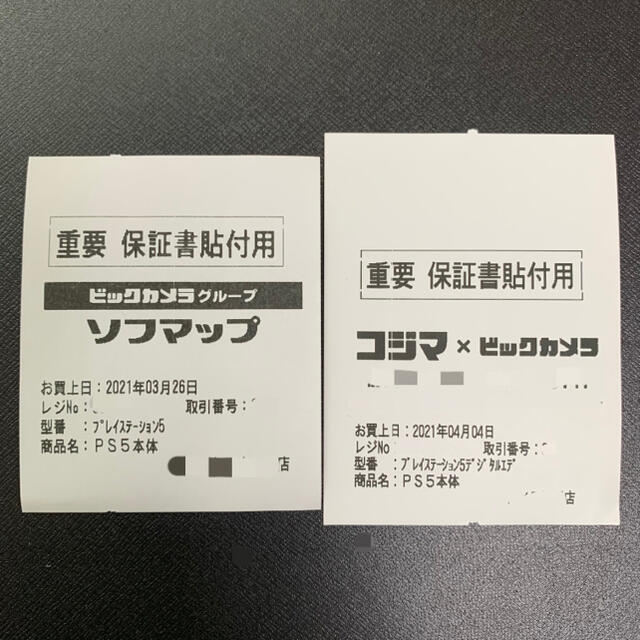 重要 保証書貼付用
ビックカメラグループ
ソフマップ
お買上日：2021年03月26日
レジNo：
取引番号：
型番　：ﾌﾟﾚｲｽﾃｰｼｮﾝ5
商品名：ＰＳ５本体
店
重要 保証書貼付用
コジマ×ビックカメラ
お買上日：2021年04月04日
レジNo
取引番号：
型番　：ﾌﾟﾚｲｽﾃｰｼｮﾝ5ﾃﾞｼﾞﾀﾙｴﾃﾞ
商品名：ＰＳ５本体
店